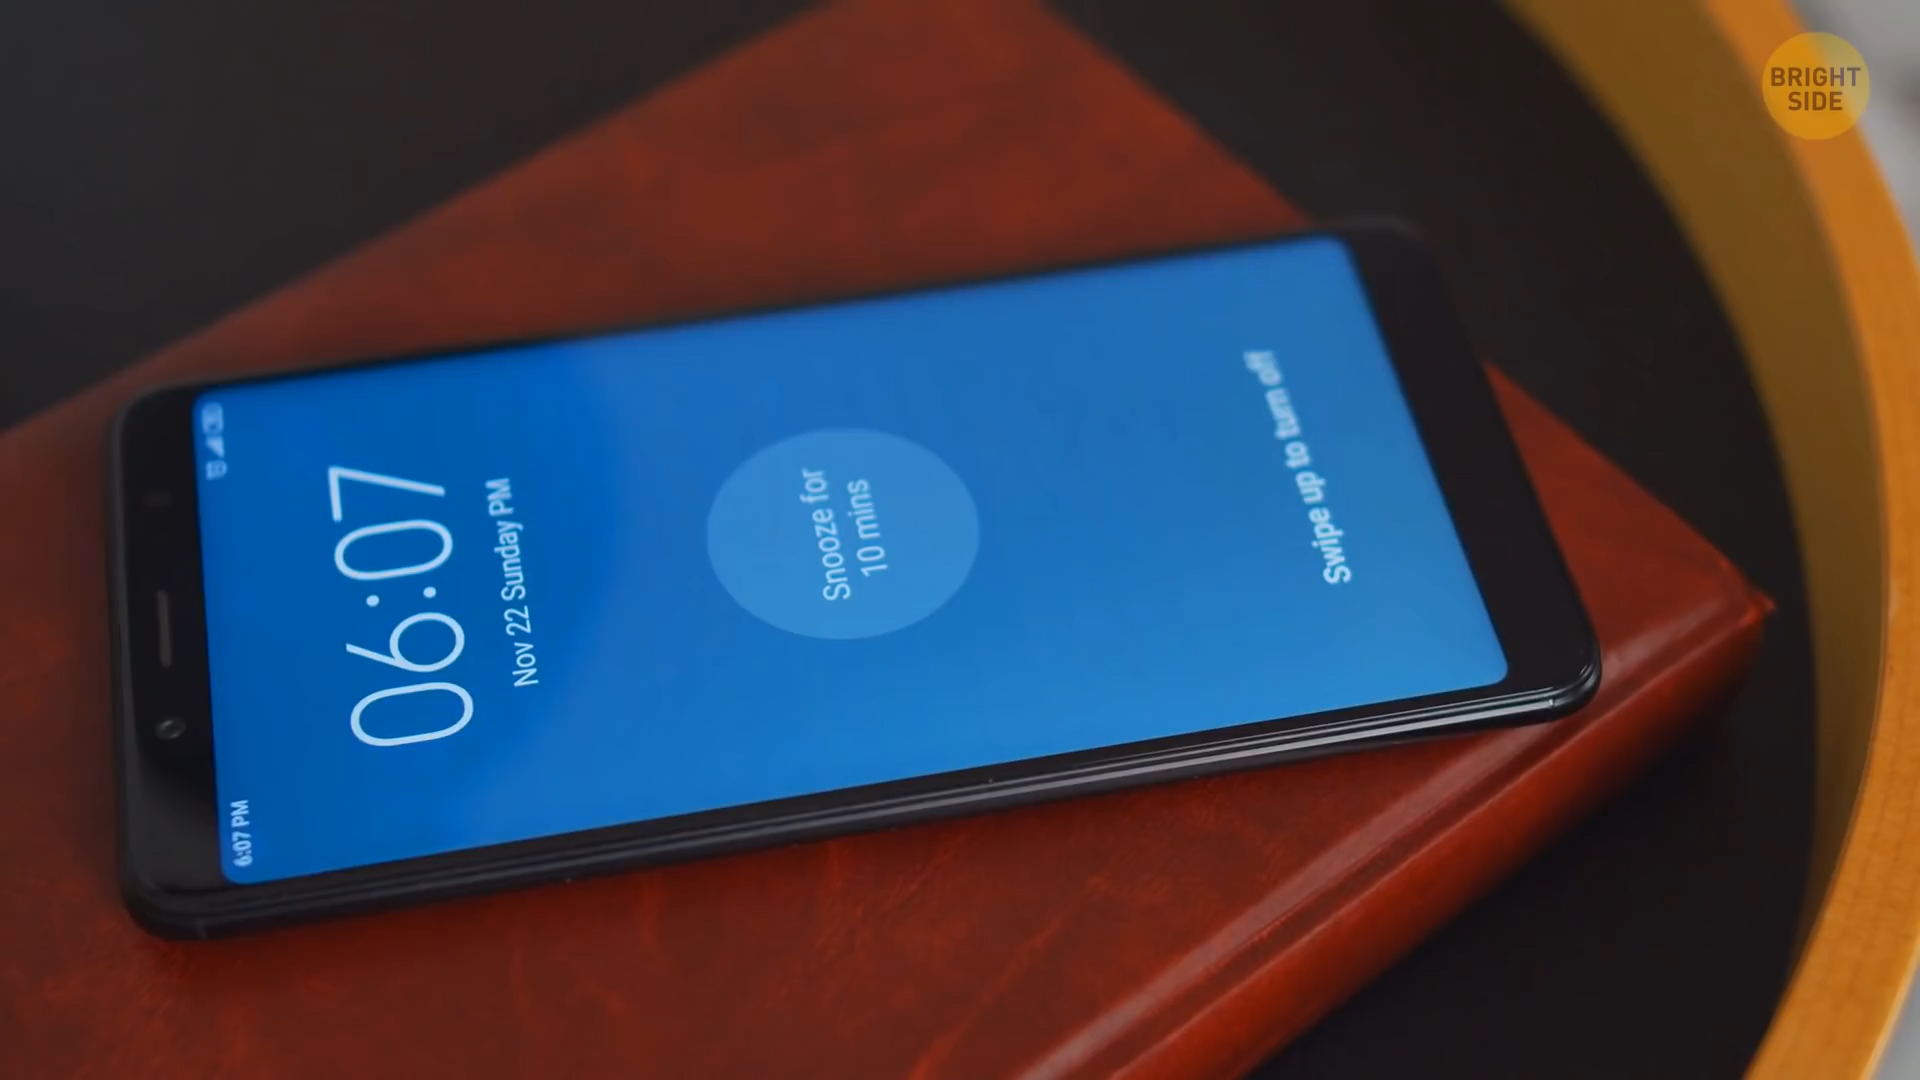 BRIGHT
SIDE
6:07 PM
06:07
Nov 22 Sunday PM
Snooze for
10 mins
Swipe up to turn off